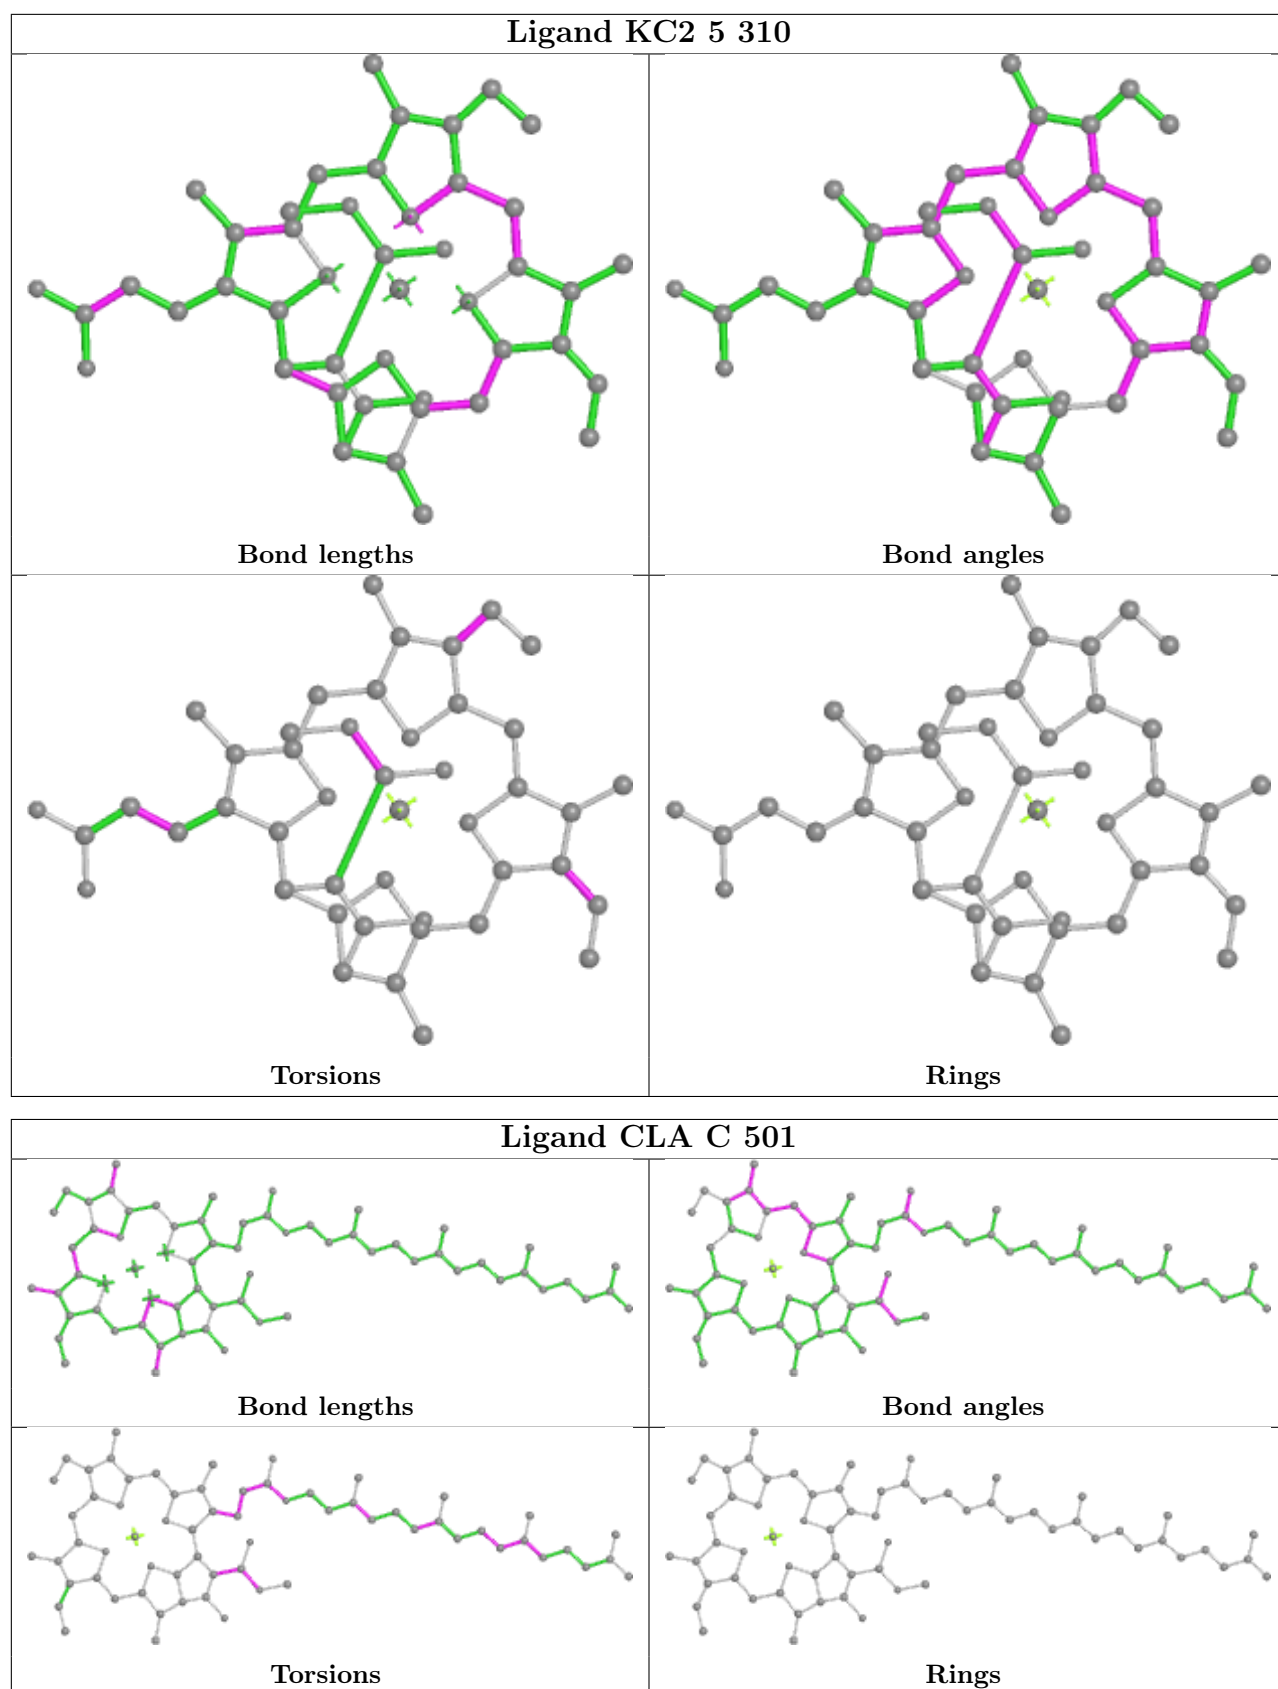 Ligand KC2 5 310
Bond lengths
Bond angles
Torsions
Rings
Ligand CLA C 501
Bond lengths
Bond angles
Torsions
Rings